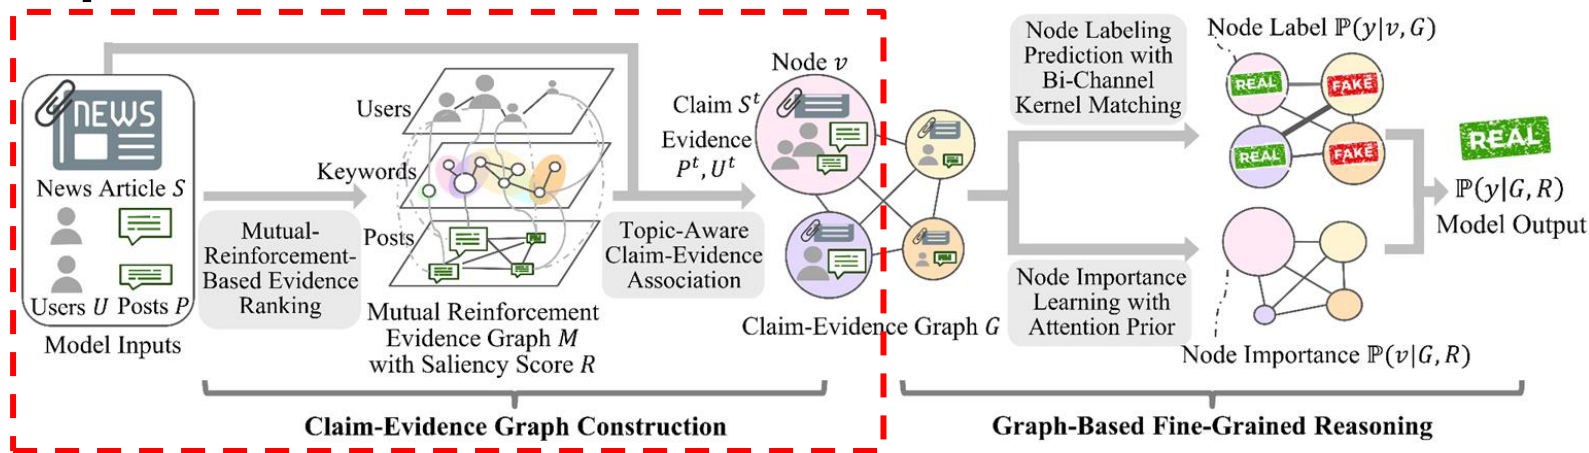 NEWS
News Article S
Users U Posts P
Model Inputs
Mutual-
Reinforcement-
Based Evidence
Ranking
Users
Keywords
Posts
Mutual Reinforcement
Evidence Graph M
with Saliency Score R
Topic-Aware
Claim-Evidence
Association
Node v
Claim Sᵗ
Evidence
Pᵗ, Uᵗ
Claim-Evidence Graph G
Claim-Evidence Graph Construction
Node Labeling
Prediction with
Bi-Channel
Kernel Matching
Node Importance
Learning with
Attention Prior
Node Label ℙ(y|v, G)
REAL
FAKE
REAL
FAKE
Node Importance ℙ(v|G, R)
REAL
ℙ(y|G, R)
Model Output
Graph-Based Fine-Grained Reasoning